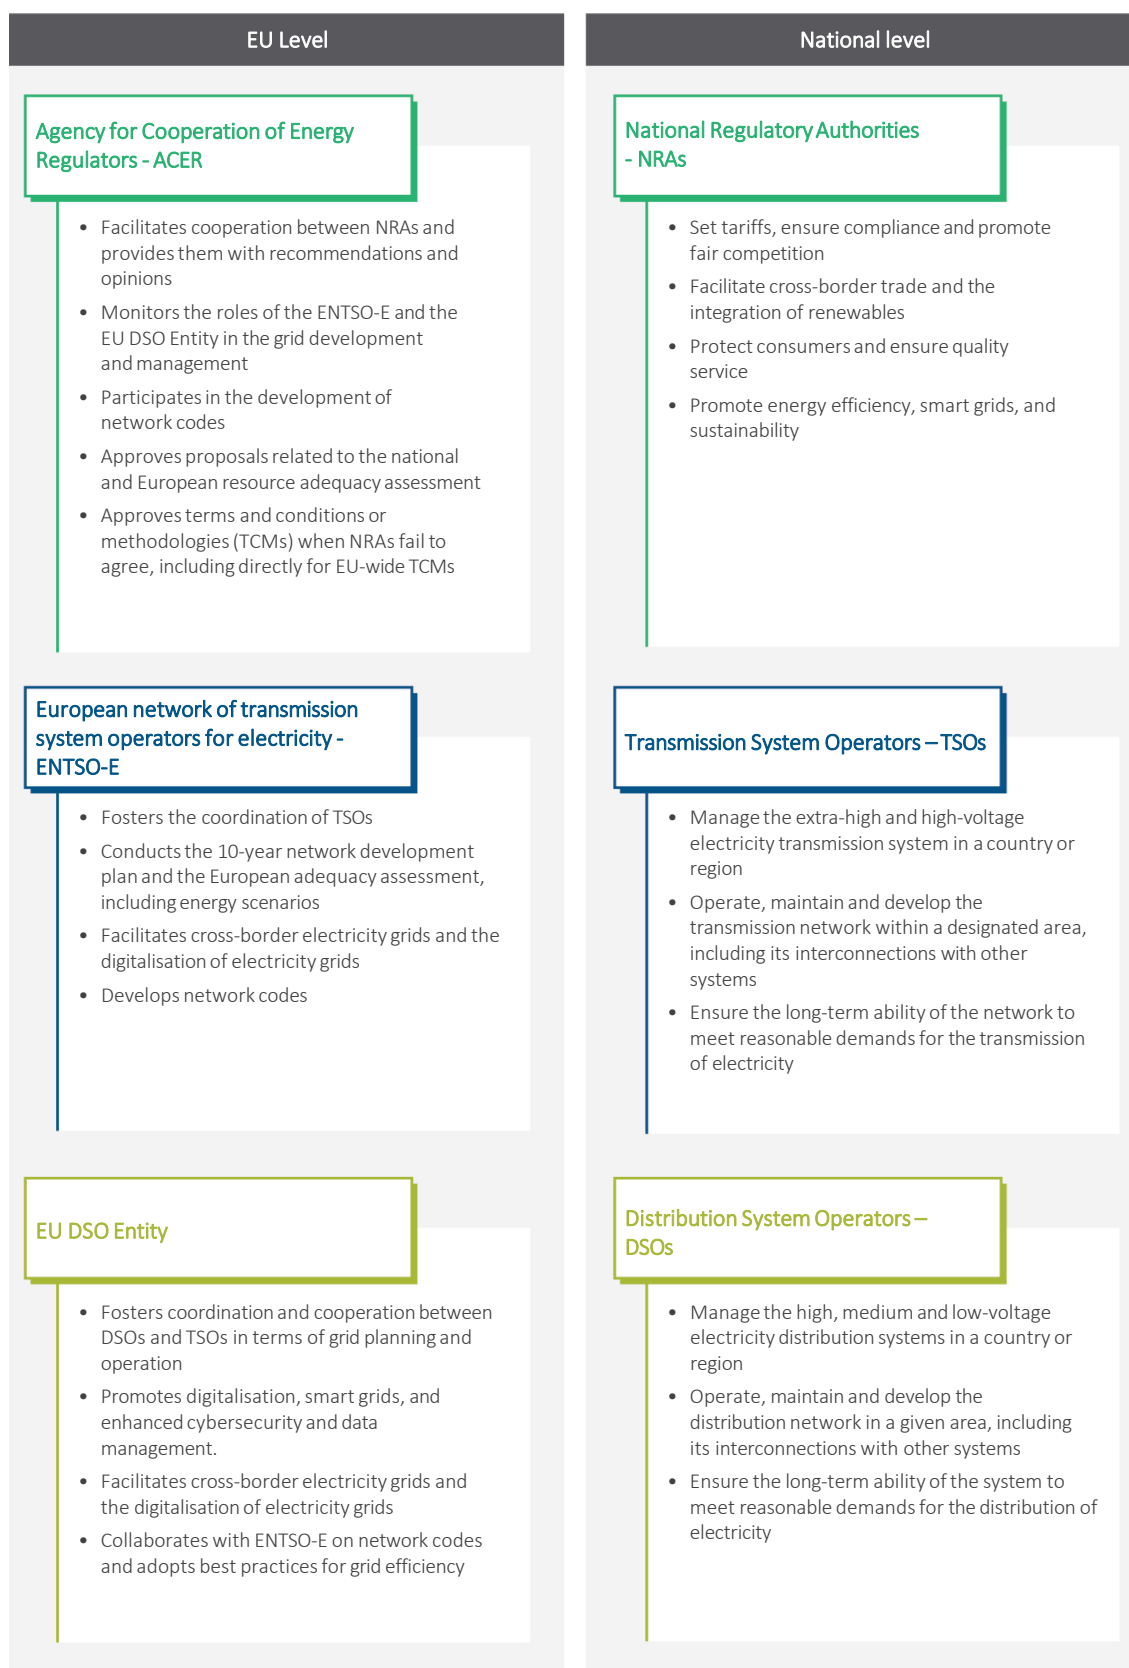 EU Level
Agency for Cooperation of Energy
Regulators - ACER
• Facilitates cooperation between NRAs and
provides them with recommendations and
opinions
• Monitors the roles of the ENTSO-E and the
EU DSO Entity in the grid development
and management
• Participates in the development of
network codes
• Approves proposals related to the national
and European resource adequacy assessment
• Approves terms and conditions or
methodologies (TCMs) when NRAs fail to
agree, including directly for EU-wide TCMs
European network of transmission
system operators for electricity -
ENTSO-E
• Fosters the coordination of TSOs
• Conducts the 10-year network development
plan and the European adequacy assessment,
including energy scenarios
• Facilitates cross-border electricity grids and the
digitalisation of electricity grids
• Develops network codes
EU DSO Entity
• Fosters coordination and cooperation between
DSOs and TSOs in terms of grid planning and
operation
• Promotes digitalisation, smart grids, and
enhanced cybersecurity and data
management.
• Facilitates cross-border electricity grids and
the digitalisation of electricity grids
• Collaborates with ENTSO-E on network codes
and adopts best practices for grid efficiency
National level
National Regulatory Authorities
- NRAs
• Set tariffs, ensure compliance and promote
fair competition
• Facilitate cross-border trade and the
integration of renewables
• Protect consumers and ensure quality
service
• Promote energy efficiency, smart grids, and
sustainability
Transmission System Operators – TSOs
• Manage the extra-high and high-voltage
electricity transmission system in a country or
region
• Operate, maintain and develop the
transmission network within a designated area,
including its interconnections with other
systems
• Ensure the long-term ability of the network to
meet reasonable demands for the transmission
of electricity
Distribution System Operators –
DSOs
• Manage the high, medium and low-voltage
electricity distribution systems in a country or
region
• Operate, maintain and develop the
distribution network in a given area, including
its interconnections with other systems
• Ensure the long-term ability of the system to
meet reasonable demands for the distribution of
electricity